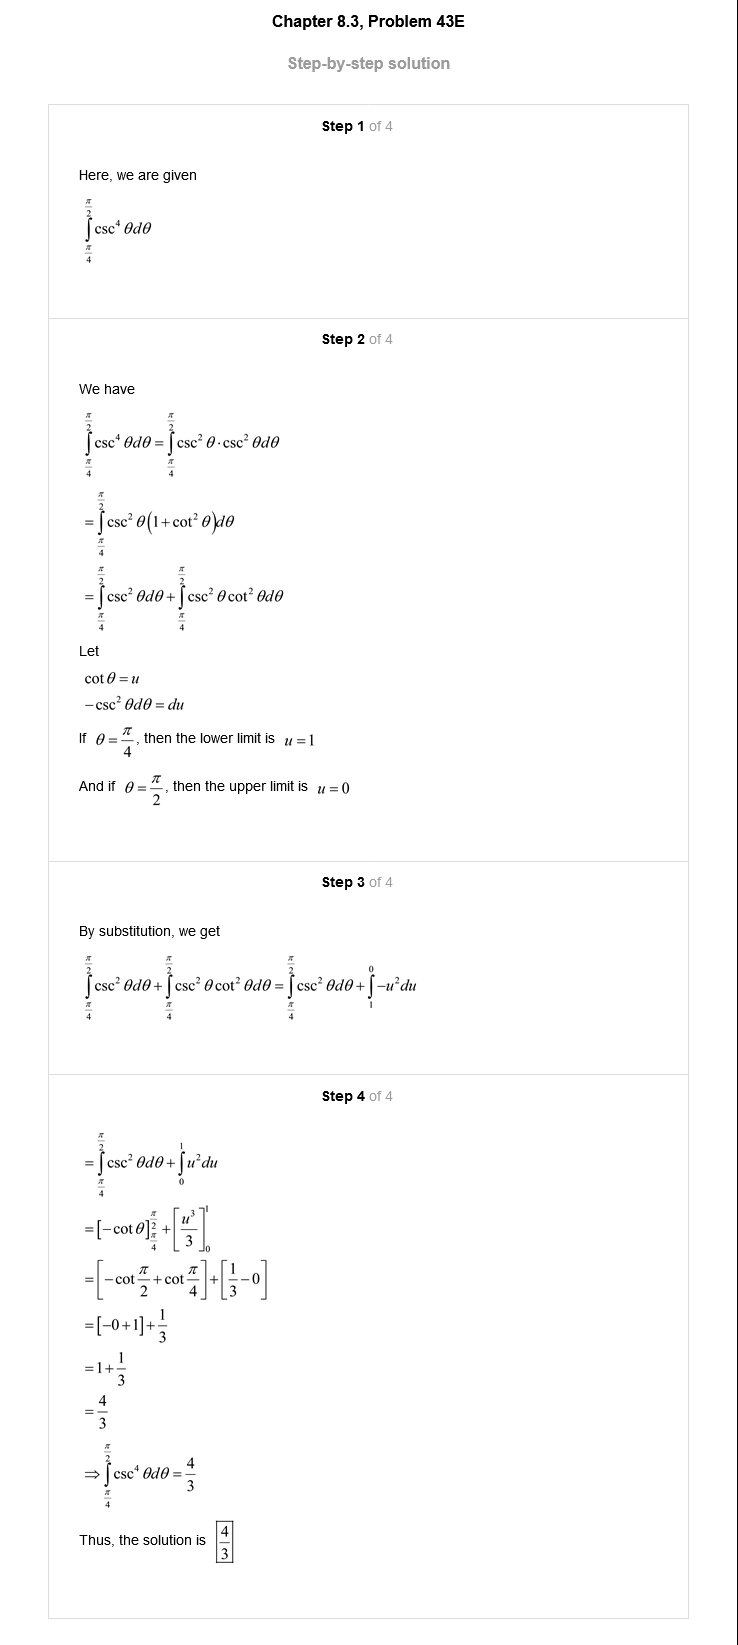 Chapter 8.3, Problem 43E
Step-by-step solution
Step 1 of 4
Here, we are given
$\int_{\frac{\pi}{4}}^{\frac{\pi}{2}} \csc^4 \theta d\theta$
Step 2 of 4
We have
$\int_{\frac{\pi}{4}}^{\frac{\pi}{2}} \csc^4 \theta d\theta = \int_{\frac{\pi}{4}}^{\frac{\pi}{2}} \csc^2 \theta \cdot \csc^2 \theta d\theta$
$= \int_{\frac{\pi}{4}}^{\frac{\pi}{2}} \csc^2 \theta (1 + \cot^2 \theta) d\theta$
$= \int_{\frac{\pi}{4}}^{\frac{\pi}{2}} \csc^2 \theta d\theta + \int_{\frac{\pi}{4}}^{\frac{\pi}{2}} \csc^2 \theta \cot^2 \theta d\theta$
Let
$\cot \theta = u$
$-\csc^2 \theta d\theta = du$
If $\theta = \frac{\pi}{4}$, then the lower limit is $u = 1$
And if $\theta = \frac{\pi}{2}$, then the upper limit is $u = 0$
Step 3 of 4
By substitution, we get
$\int_{\frac{\pi}{4}}^{\frac{\pi}{2}} \csc^2 \theta d\theta + \int_{\frac{\pi}{4}}^{\frac{\pi}{2}} \csc^2 \theta \cot^2 \theta d\theta = \int_{\frac{\pi}{4}}^{\frac{\pi}{2}} \csc^2 \theta d\theta + \int_{1}^{0} -u^2 du$
Step 4 of 4
$= \int_{\frac{\pi}{4}}^{\frac{\pi}{2}} \csc^2 \theta d\theta + \int_{0}^{1} u^2 du$
$= [-\cot \theta]_{\frac{\pi}{4}}^{\frac{\pi}{2}} + \left[\frac{u^3}{3}\right]_{0}^{1}$
$= \left[-\cot \frac{\pi}{2} + \cot \frac{\pi}{4}\right] + \left[\frac{1}{3} - 0\right]$
$= [-0 + 1] + \frac{1}{3}$
$= 1 + \frac{1}{3}$
$= \frac{4}{3}$
$\Rightarrow \int_{\frac{\pi}{4}}^{\frac{\pi}{2}} \csc^4 \theta d\theta = \frac{4}{3}$
Thus, the solution is $\boxed{\frac{4}{3}}$